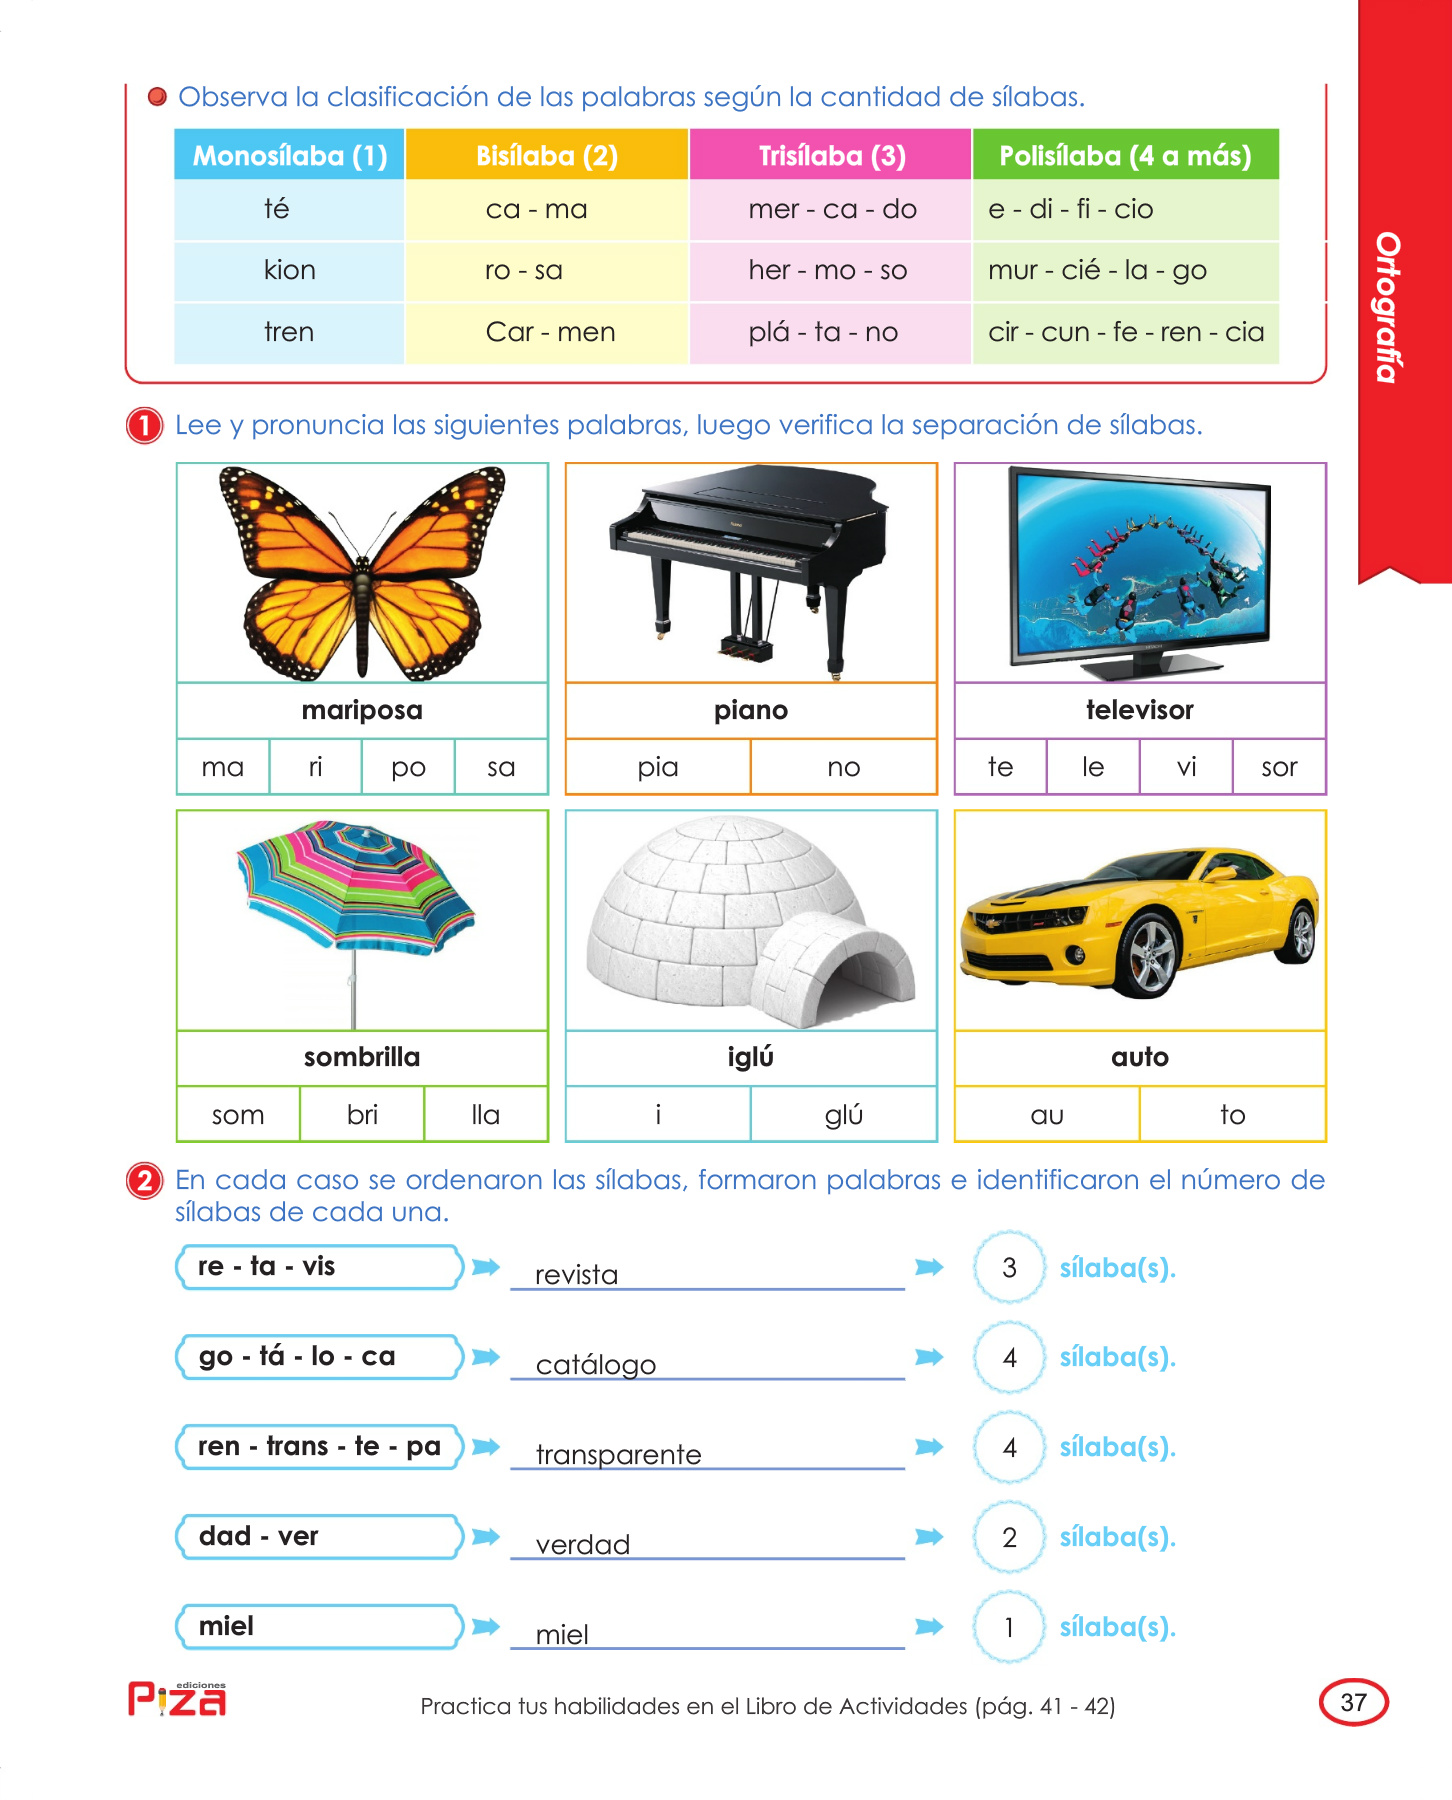 Observa la clasificación de las palabras según la cantidad de sílabas.
Monosílaba (1) Bisílaba (2) Trisílaba (3) Polisílaba (4 a más)
té ca - ma mer - ca - do e - di - fi - cio
kion ro - sa her - mo - so mur - cié - la - go
tren Car - men plá - ta - no cir - cun - fe - ren - cia
Ortografía
1 Lee y pronuncia las siguientes palabras, luego verifica la separación de sílabas.
mariposa piano televisor
ma ri po sa pia no te le vi sor
sombrilla iglú auto
som bri lla i glú au to
2 En cada caso se ordenaron las sílabas, formaron palabras e identificaron el número de
sílabas de cada una.
re - ta - vis revista 3 sílaba(s).
go - tá - lo - ca catálogo 4 sílaba(s).
ren - trans - te - pa transparente 4 sílaba(s).
dad - ver verdad 2 sílaba(s).
miel miel 1 sílaba(s).
ediciones
Piza
Practica tus habilidades en el Libro de Actividades (pág. 41 - 42)
37